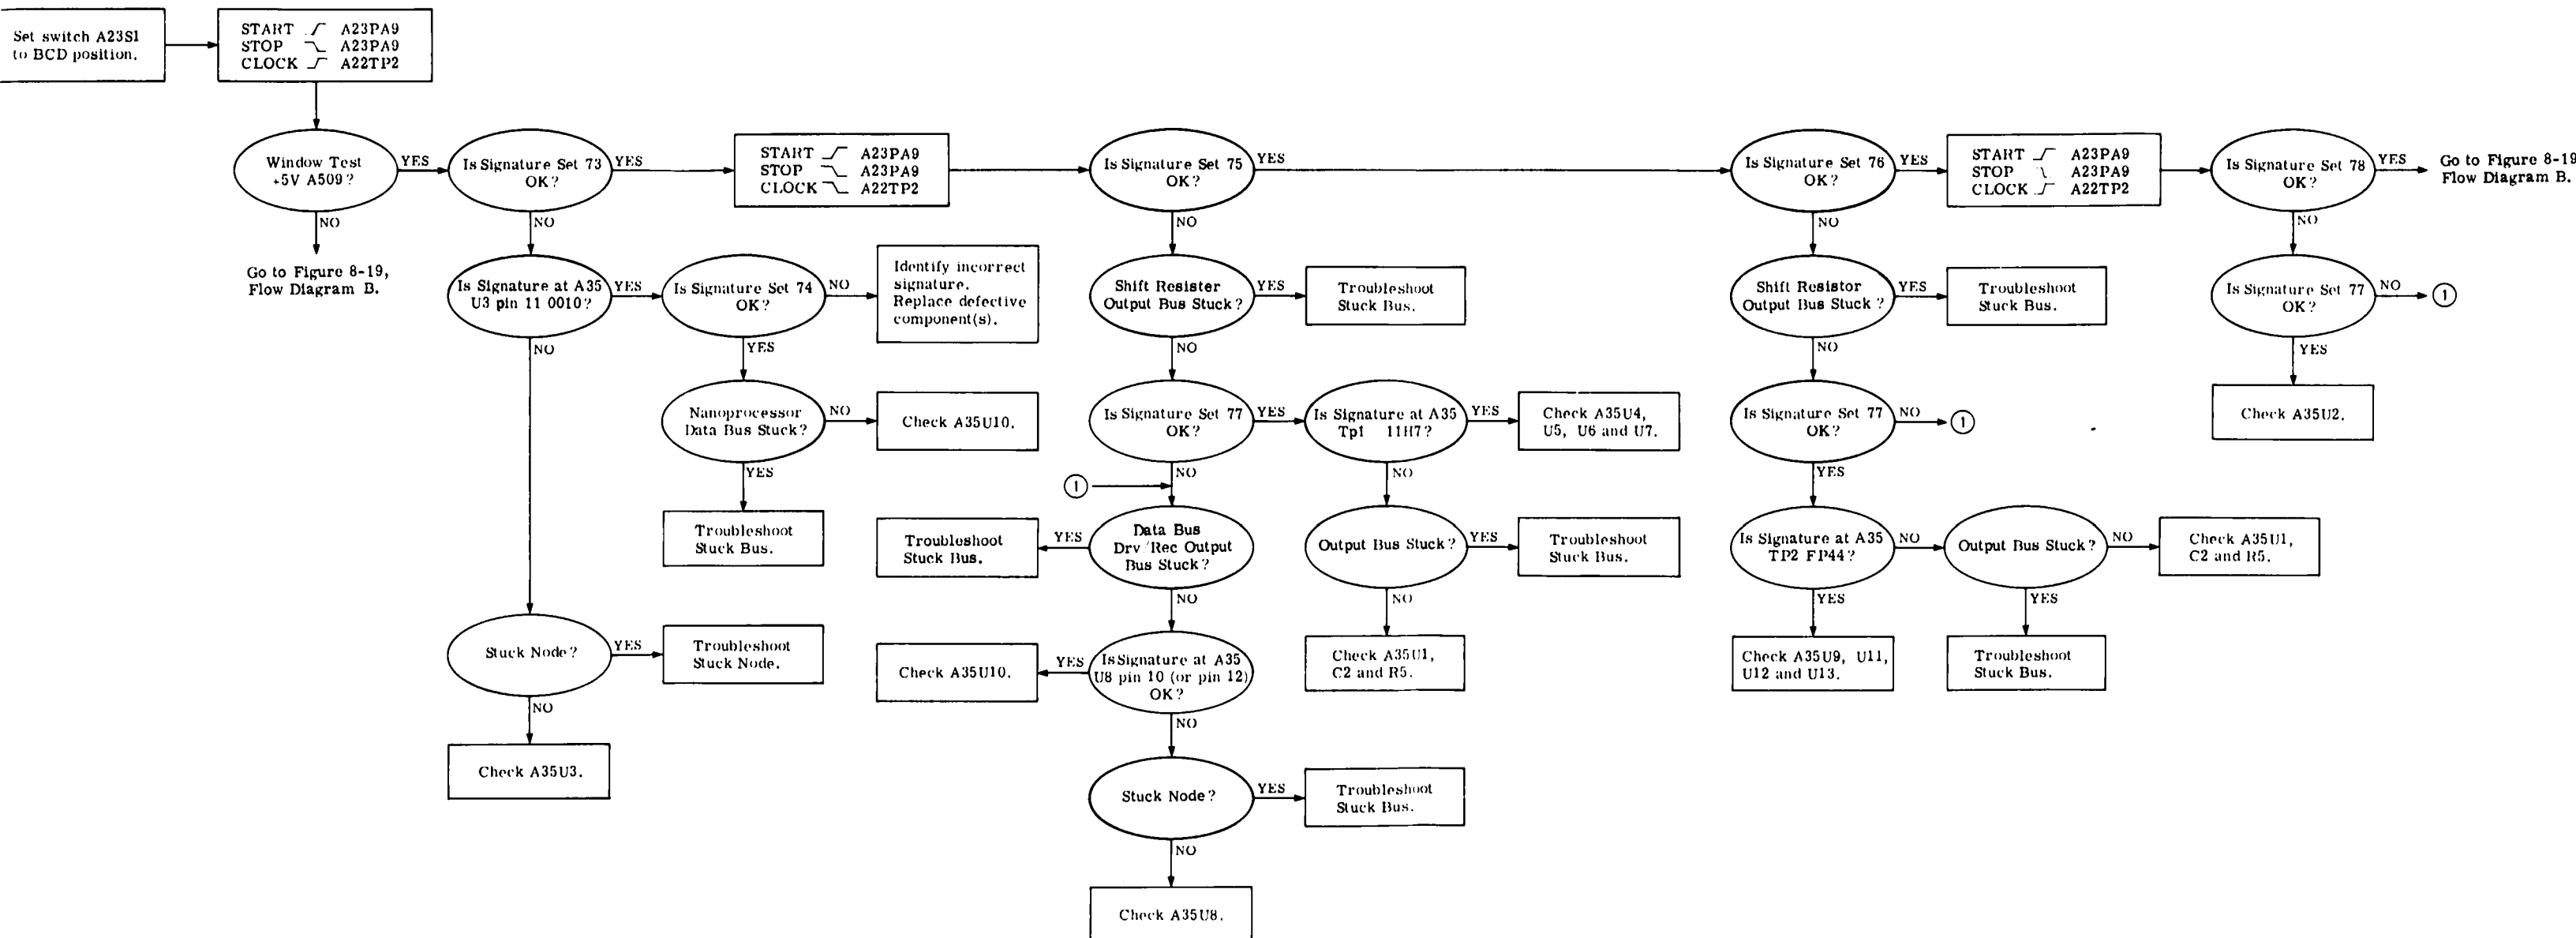 Set switch A23S1
to BCD position.
START A23PA9
STOP A23PA9
CLOCK A22TP2
Window Test
+5V A509?
YES
NO
Go to Figure 8-19,
Flow Diagram B.
Is Signature Set 73
OK?
YES
NO
START A23PA9
STOP A23PA9
CLOCK A22TP2
Is Signature Set 75
OK?
YES
NO
Is Signature Set 76
OK?
YES
NO
START A23PA9
STOP A23PA9
CLOCK A22TP2
Is Signature Set 78
OK?
YES
NO
Go to Figure 8-19
Flow Diagram B.
Is Signature at A35
U3 pin 11 0010?
YES
NO
Is Signature Set 74
OK?
NO
YES
Identify incorrect
signature.
Replace defective
component(s).
Shift Resister
Output Bus Stuck?
YES
NO
Troubleshoot
Stuck Bus.
Shift Resistor
Output Bus Stuck?
YES
NO
Troubleshoot
Stuck Bus.
Is Signature Set 77
OK?
NO
1
YES
Check A35U2.
Nanoprocessor
Data Bus Stuck?
NO
YES
Check A35U10.
Troubleshoot
Stuck Bus.
Is Signature Set 77
OK?
YES
NO
Is Signature at A35
Tp1 11H7?
YES
NO
Check A35U4,
U5, U6 and U7.
Is Signature Set 77
OK?
NO
1
YES
1
Data Bus
Drv/Rec Output
Bus Stuck?
YES
NO
Troubleshoot
Stuck Bus.
Output Bus Stuck?
YES
NO
Troubleshoot
Stuck Bus.
Is Signature at A35
TP2 FP44?
NO
YES
Output Bus Stuck?
NO
YES
Check A35U1,
C2 and R5.
Stuck Node?
YES
NO
Troubleshoot
Stuck Node.
Check A35U10.
YES
Is Signature at A35
U8 pin 10 (or pin 12)
OK?
NO
Check A35U1,
C2 and R5.
Check A35U9, U11,
U12 and U13.
Troubleshoot
Stuck Bus.
Check A35U3.
Stuck Node?
YES
NO
Troubleshoot
Stuck Bus.
Check A35U8.